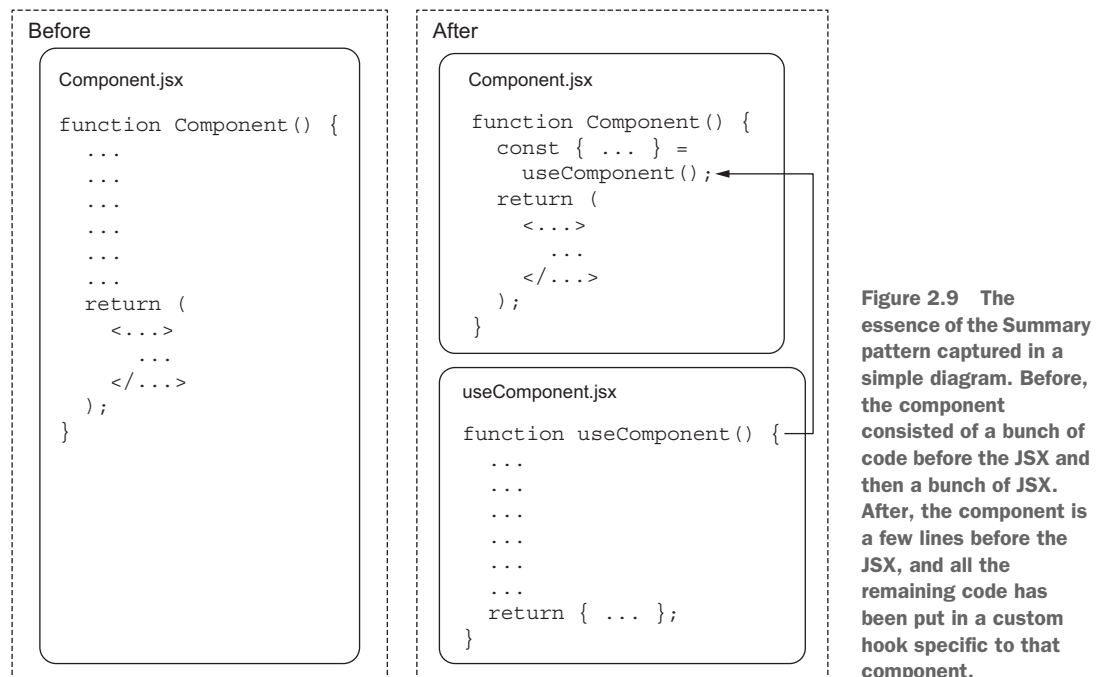 Before
Component.jsx
function Component() {
...
...
...
...
...
...
return (
<...>
...
</...>
);
}
After
Component.jsx
function Component() {
const { ... } =
useComponent();
return (
<...>
...
</...>
);
}
useComponent.jsx
function useComponent() {
...
...
...
...
...
...
return { ... };
}
Figure 2.9 The
essence of the Summary
pattern captured in a
simple diagram. Before,
the component
consisted of a bunch of
code before the JSX and
then a bunch of JSX.
After, the component is
a few lines before the
JSX, and all the
remaining code has
been put in a custom
hook specific to that
component.